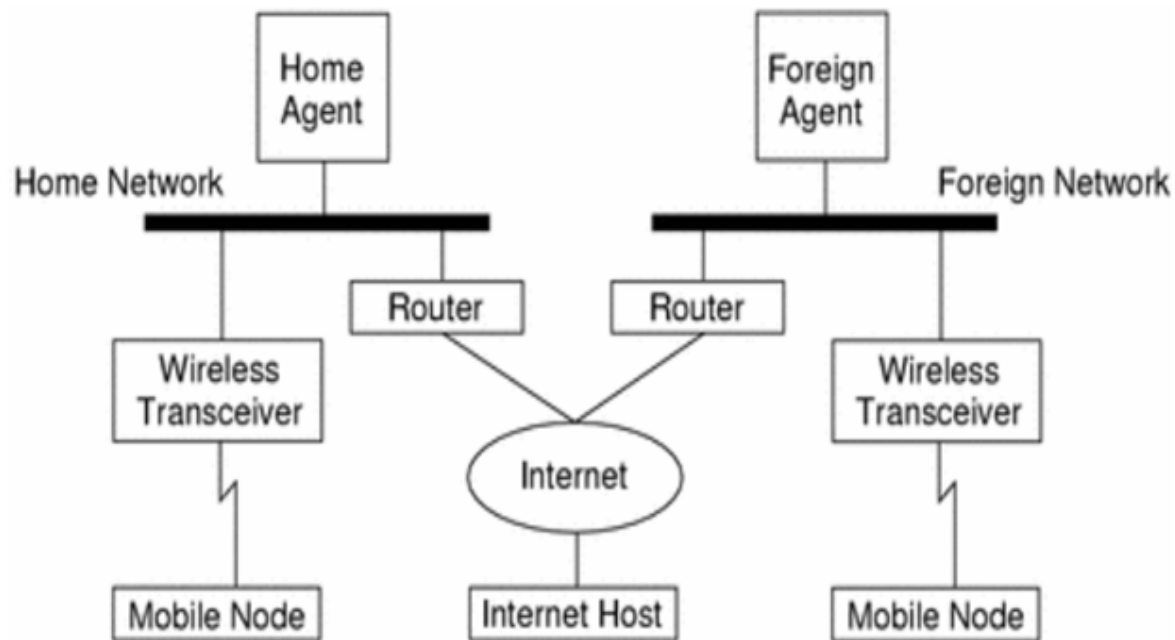 Home
Agent
Foreign
Agent
Home Network
Foreign Network
Router
Router
Wireless
Transceiver
Wireless
Transceiver
Internet
Mobile Node
Internet Host
Mobile Node